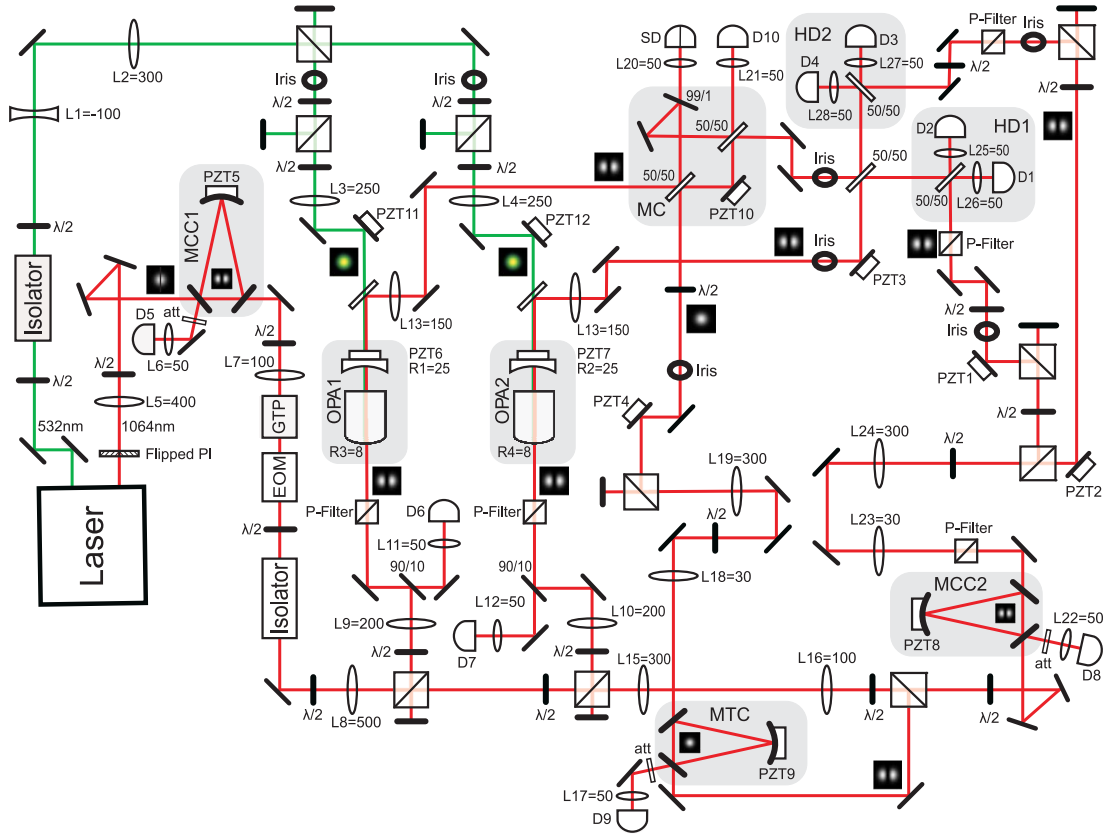 SD
D10
HD2
D3
P-Filter
Iris
L2=300
L20=50
L21=50
D4
L27=50
λ/2
λ/2
Iris
Iris
99/1
L1=-100
λ/2
λ/2
L28=50
50/50
D2
HD1
50/50
L25=50
λ/2
λ/2
50/50
Iris
50/50
L26=50
D1
PZT5
L3=250
L4=250
MC
PZT10
50/50
PZT11
PZT12
MCC1
Iris
P-Filter
λ/2
PZT3
Isolator
D5
att
L13=150
L13=150
λ/2
λ/2
Iris
L6=50
λ/2
L7=100
PZT6
R1=25
PZT7
R2=25
Iris
PZT1
λ/2
λ/2
OPA1
OPA2
PZT4
λ/2
L5=400
GTP
532nm
1064nm
L24=300
λ/2
Flipped PI
R3=8
R4=8
EOM
L19=300
PZT2
P-Filter
D6
P-Filter
λ/2
L23=30
P-Filter
λ/2
L11=50
Laser
90/10
90/10
L18=30
MCC2
Isolator
L12=50
L9=200
L10=200
PZT8
L22=50
λ/2
D7
λ/2
L15=300
L16=100
att
D8
λ/2
L8=500
λ/2
MTC
λ/2
λ/2
att
PZT9
L17=50
D9